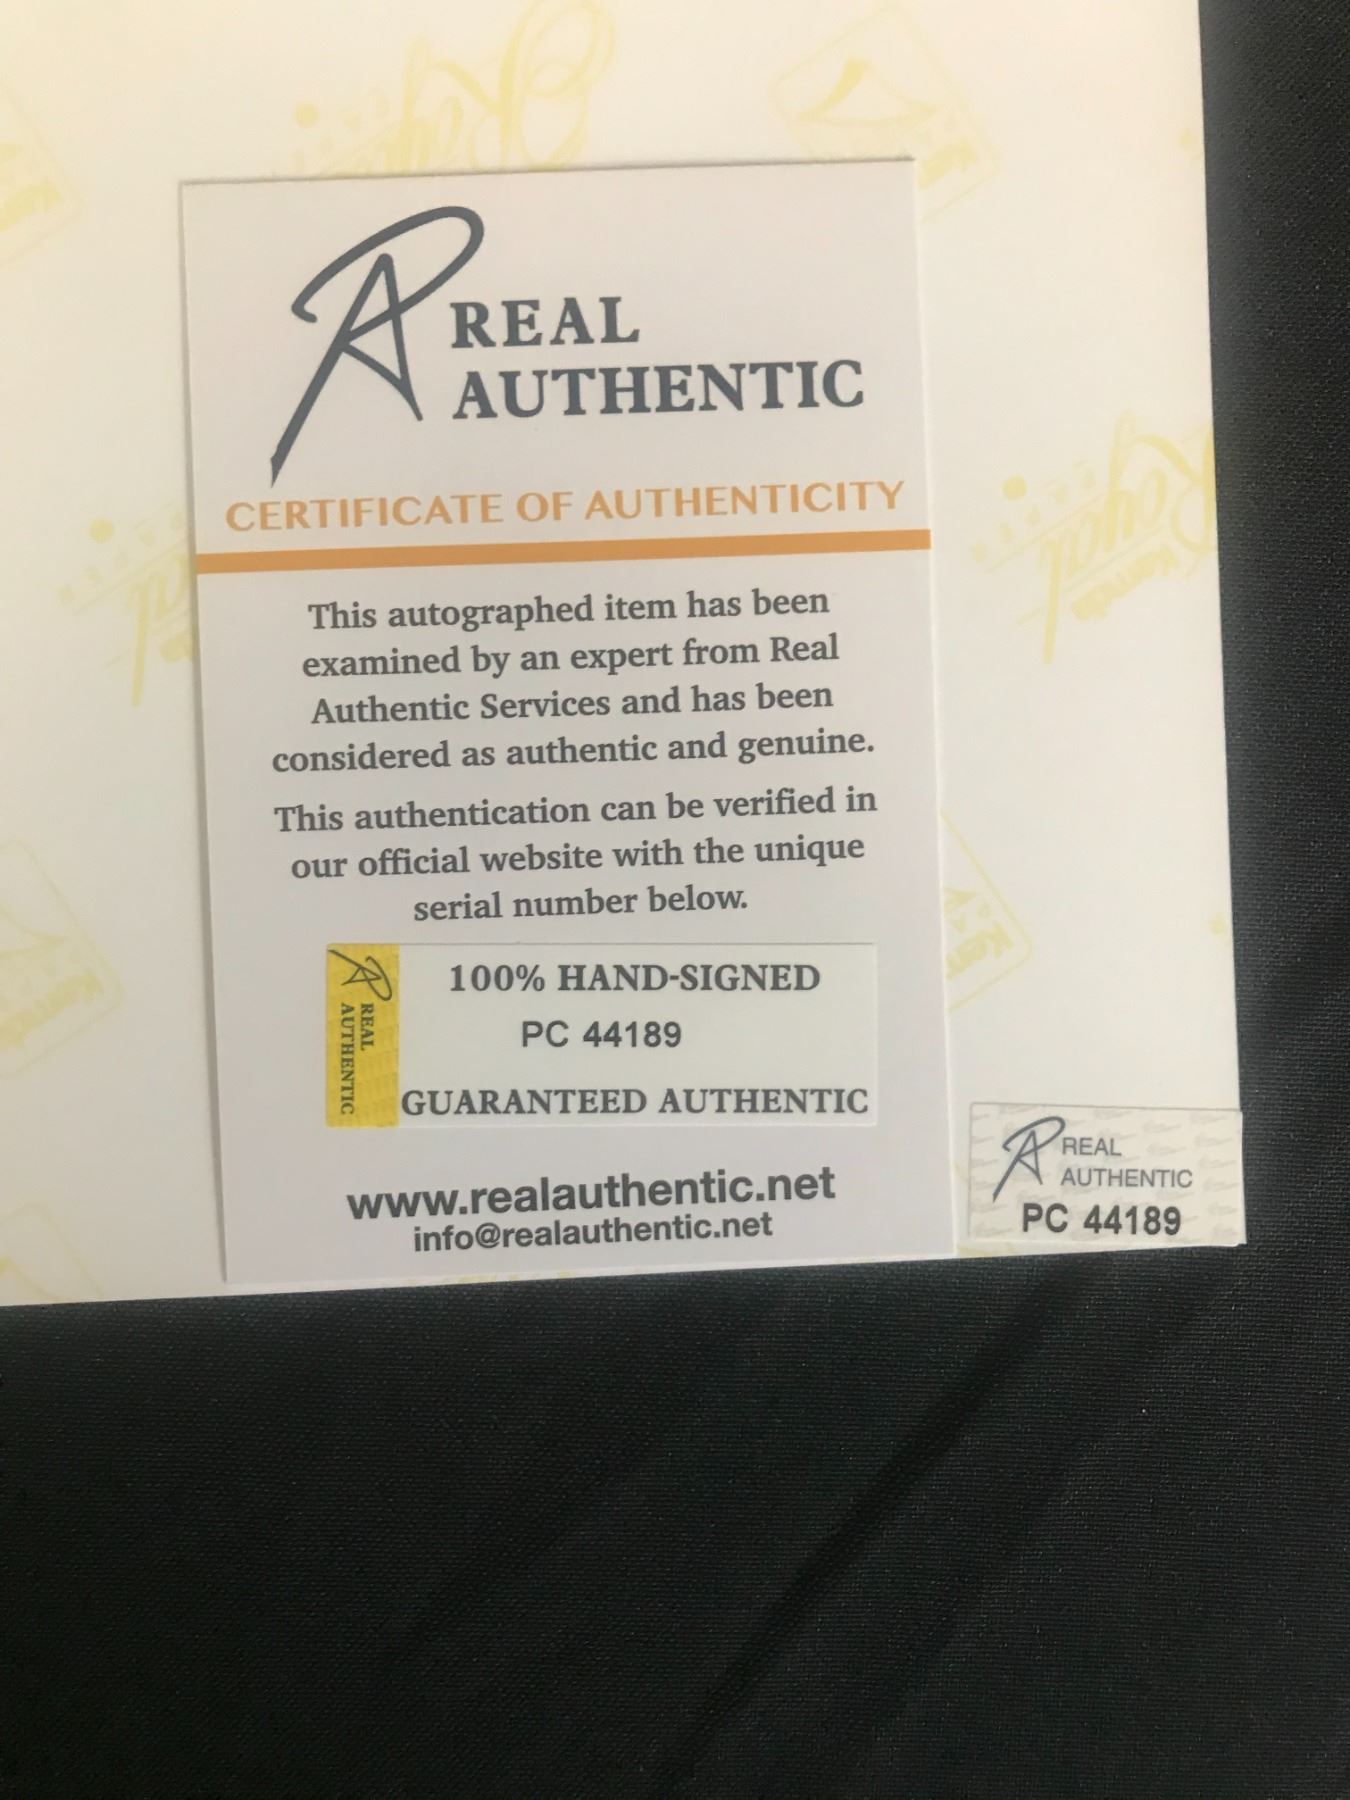 REAL
AUTHENTIC
CERTIFICATE OF AUTHENTICITY
This autographed item has been
examined by an expert from Real
Authentic Services and has been
considered as authentic and genuine.
This authentication can be verified in
our official website with the unique
serial number below.
REAL
AUTHENTIC
100% HAND-SIGNED
PC 44189
GUARANTEED AUTHENTIC
www.realauthentic.net
info@realauthentic.net
REAL
AUTHENTIC
PC 44189
Royal
Royal